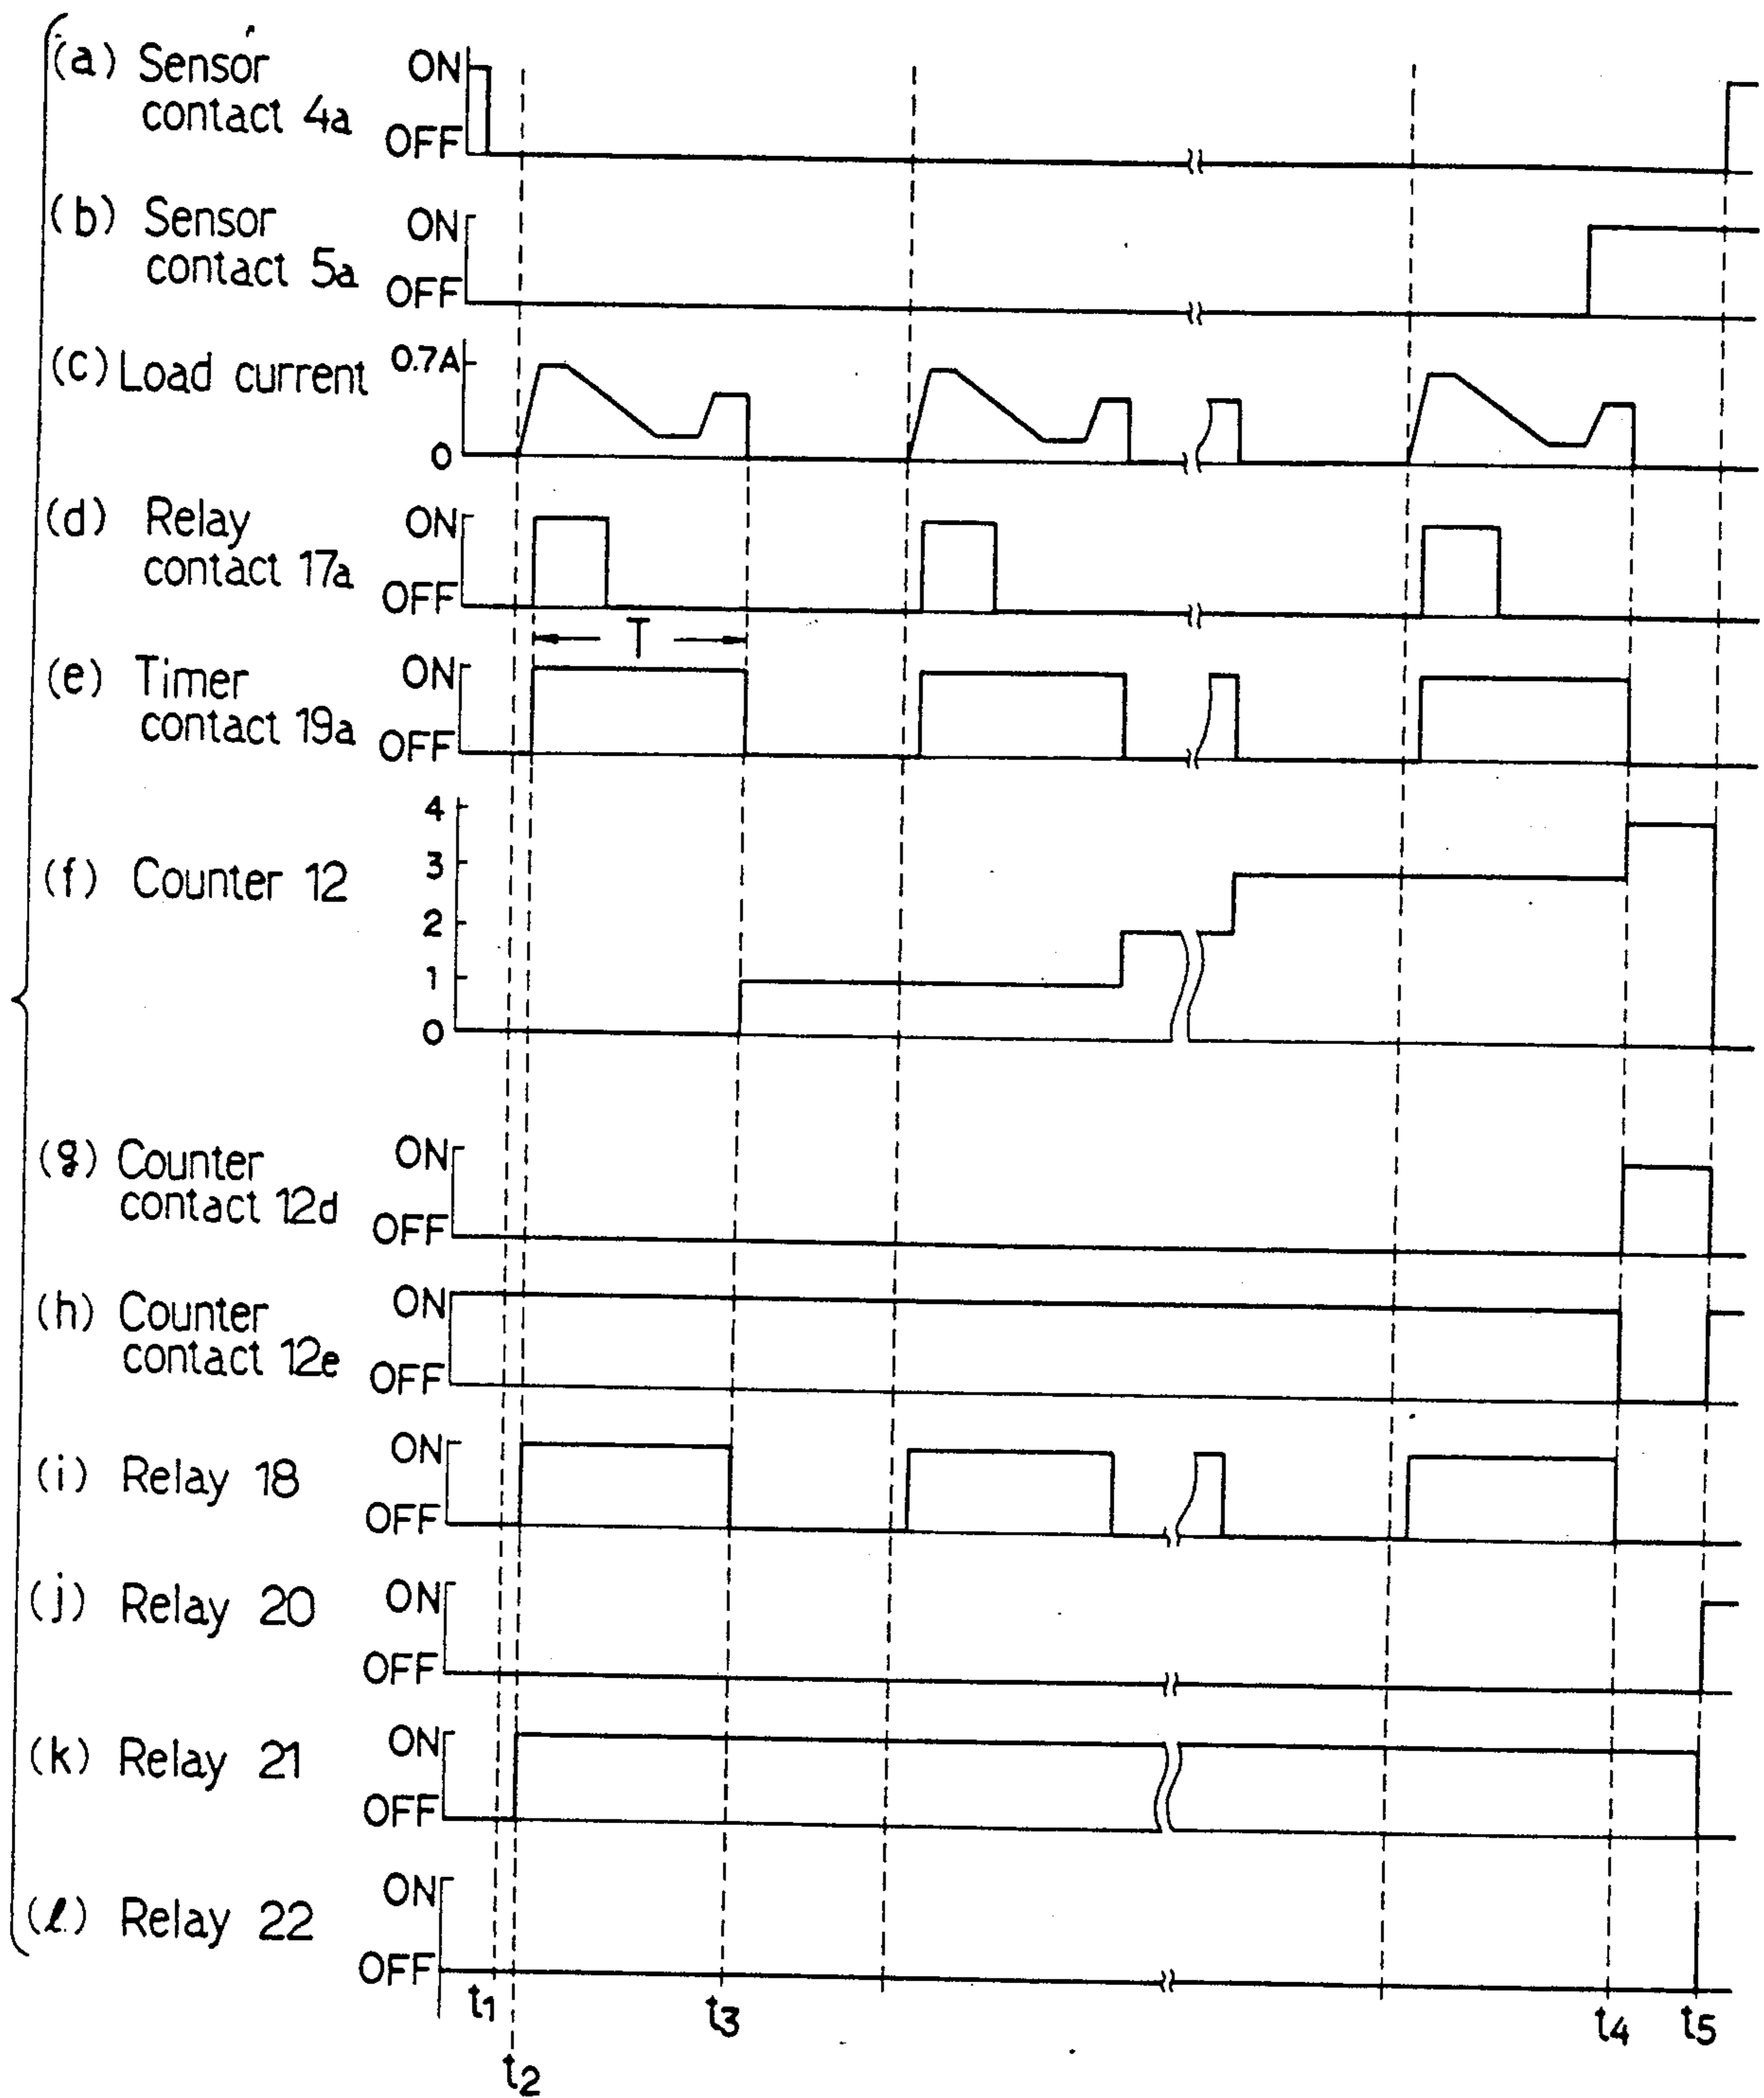 (a) Sensor
contact 4a
ON
OFF
(b) Sensor
contact 5a
ON
OFF
(c) Load current
0.7A
0
(d) Relay
contact 17a
ON
OFF
T
(e) Timer
contact 19a
ON
OFF
(f) Counter 12
4
3
2
1
0
(g) Counter
contact 12d
ON
OFF
(h) Counter
contact 12e
ON
OFF
(i) Relay 18
ON
OFF
(j) Relay 20
ON
OFF
(k) Relay 21
ON
OFF
(l) Relay 22
ON
OFF
t1
t2
t3
t4
t5